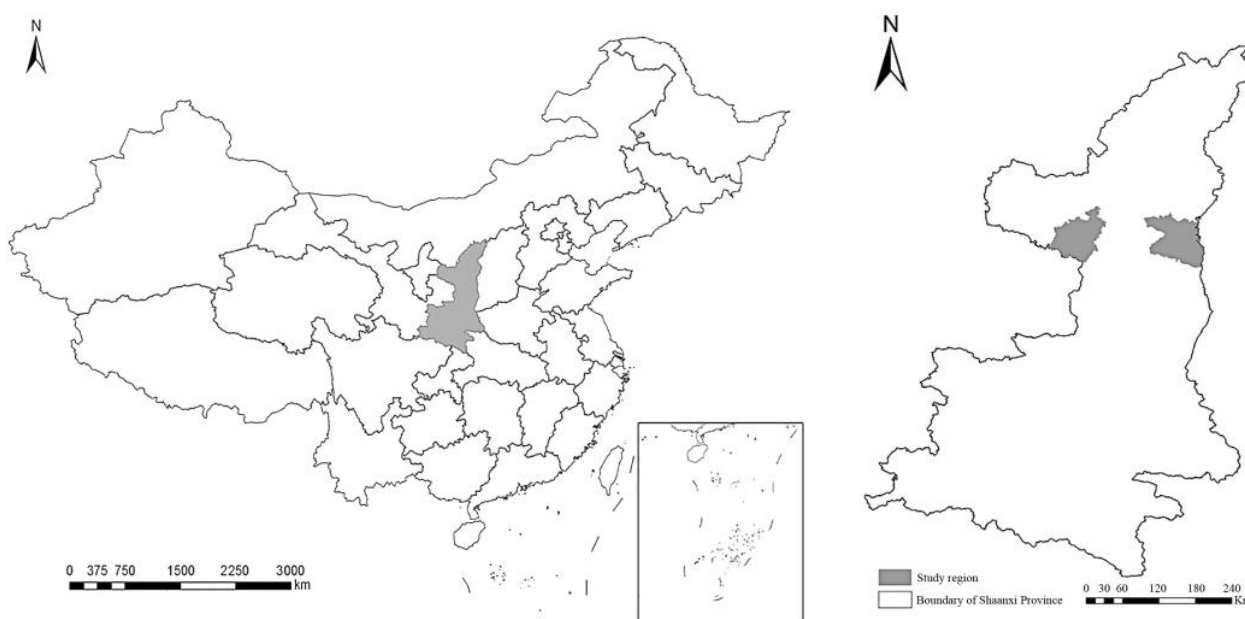 N
0 375 750 1500 2250 3000
km
N
Study region
Boundary of Shaanxi Province
0 30 60 120 180 240
Km